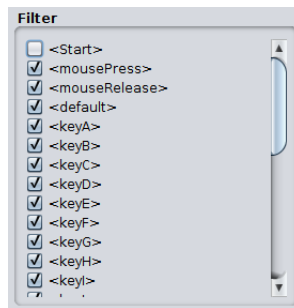 Filter
<Start>
<mousePress>
<mouseRelease>
<default>
<keyA>
<keyB>
<keyC>
<keyD>
<keyE>
<keyF>
<keyG>
<keyH>
<keyI>